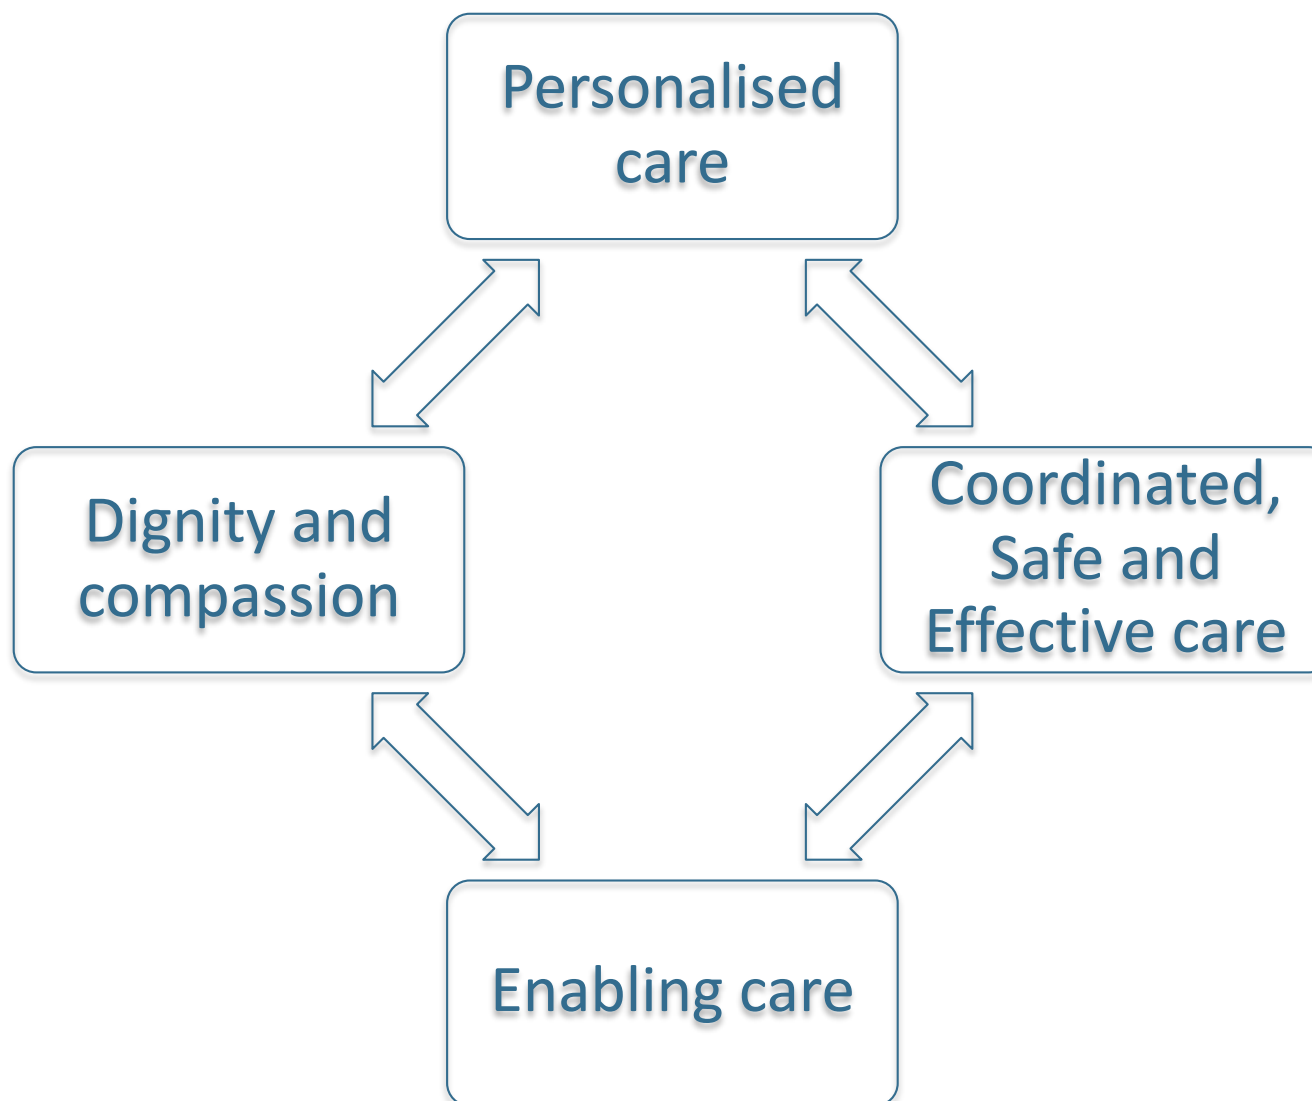 Personalised
care
Dignity and
compassion
Coordinated,
Safe and
Effective care
Enabling care